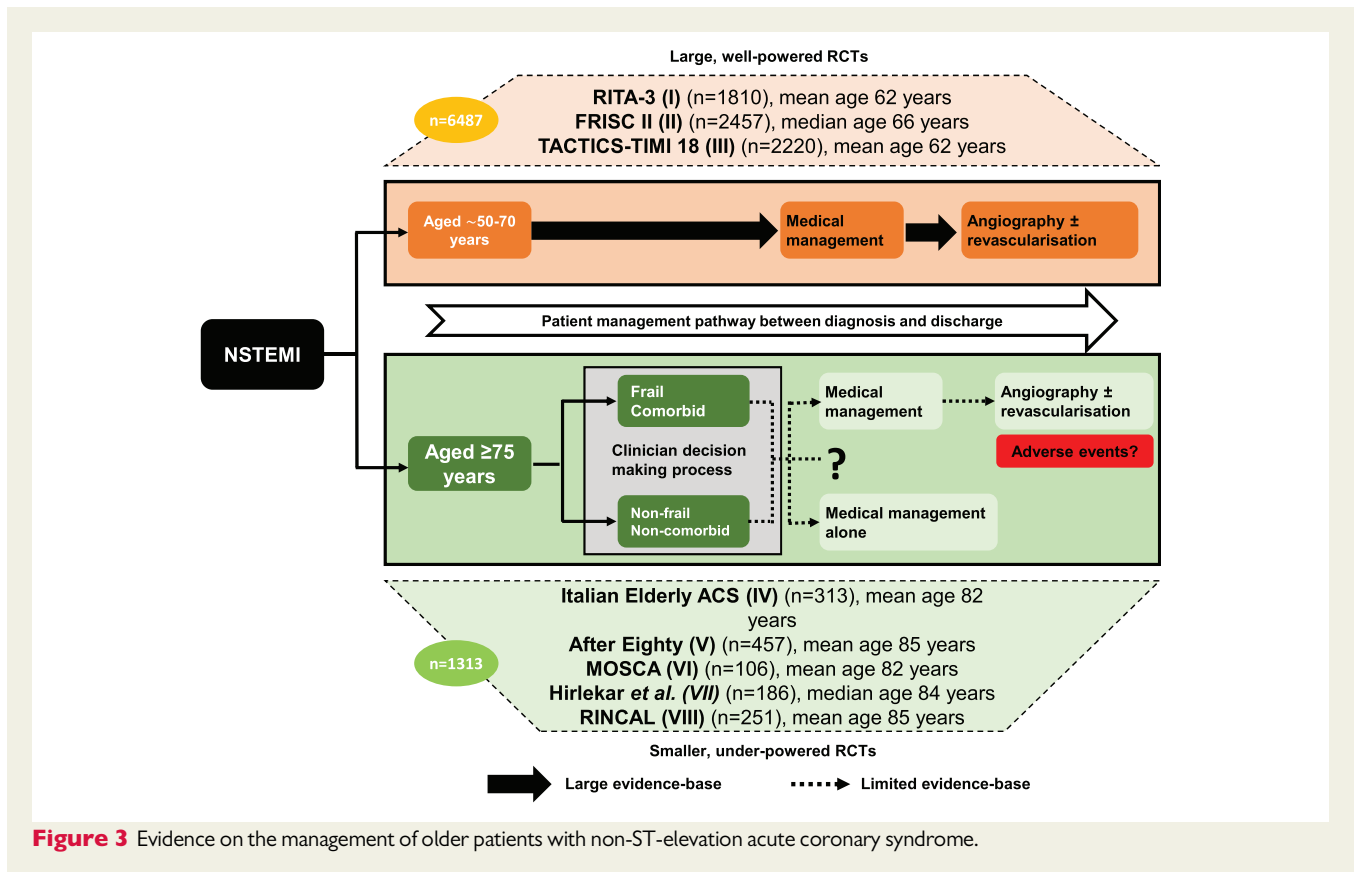 Large, well-powered RCTs
n=6487
RITA-3 (I) (n=1810), mean age 62 years
FRISC II (II) (n=2457), median age 66 years
TACTICS-TIMI 18 (III) (n=2220), mean age 62 years
Aged ~50-70
years
Medical
management
Angiography ±
revascularisation
Patient management pathway between diagnosis and discharge
NSTEMI
Aged ≥75
years
Frail
Comorbid
Clinician decision
making process
Non-frail
Non-comorbid
Medical
management
?
Medical management
alone
Angiography ±
revascularisation
Adverse events?
n=1313
Italian Elderly ACS (IV) (n=313), mean age 82
years
After Eighty (V) (n=457), mean age 85 years
MOSCA (VI) (n=106), mean age 82 years
Hirlekar et al. (VII) (n=186), median age 84 years
RINCAL (VIII) (n=251), mean age 85 years
Smaller, under-powered RCTs
Large evidence-base
Limited evidence-base
Figure 3 Evidence on the management of older patients with non-ST-elevation acute coronary syndrome.